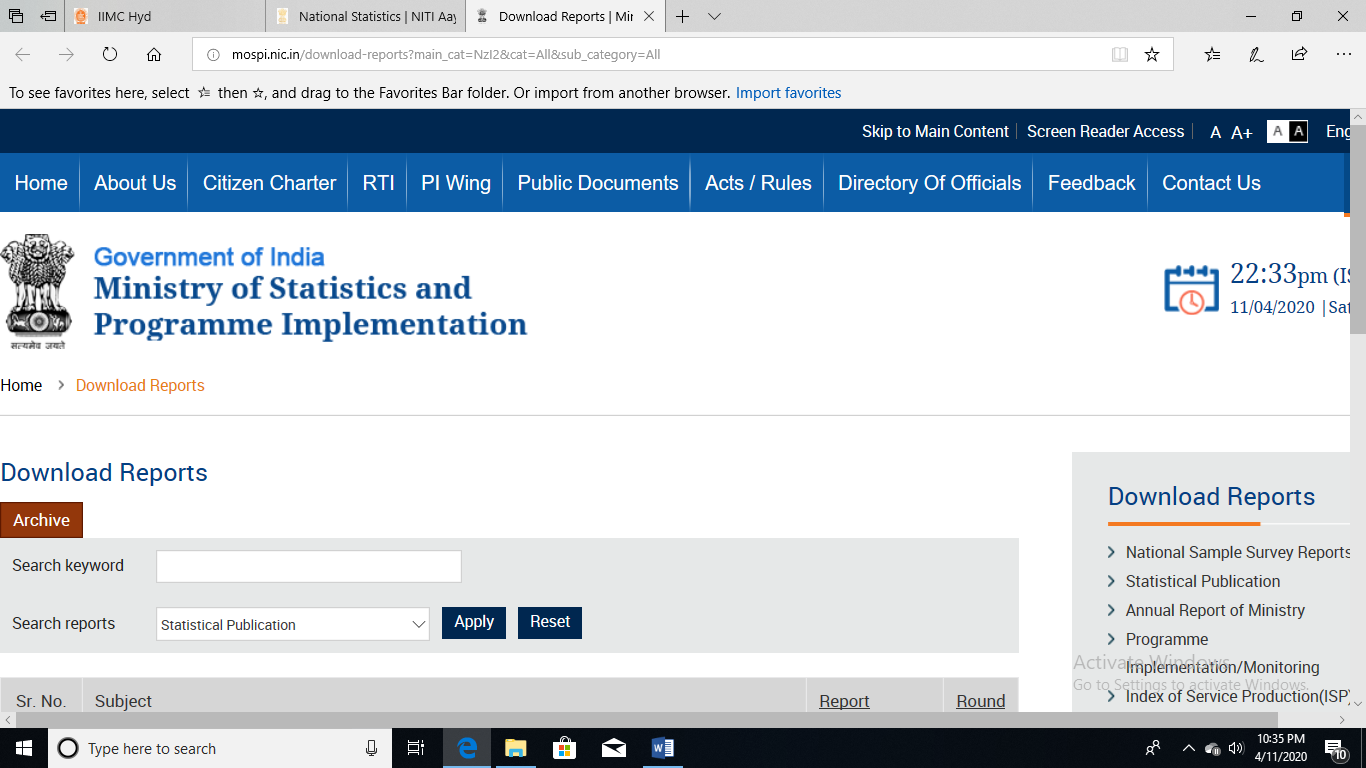 IIMC Hyd
National Statistics | NITI Aay
Download Reports | Mir
mospi.nic.in/download-reports?main_cat=NzI2&cat=All&sub_category=All
To see favorites here, select then ☆, and drag to the Favorites Bar folder. Or import from another browser. Import favorites
Skip to Main Content Screen Reader Access A A+ A A Eng
Home About Us Citizen Charter RTI PI Wing Public Documents Acts / Rules Directory Of Officials Feedback Contact Us
Government of India
Ministry of Statistics and
Programme Implementation
सत्यमेव जयते
22:33pm (IS
11/04/2020 |Sat
Home > Download Reports
Download Reports
Archive
Search keyword
Search reports Statistical Publication Apply Reset
Sr. No. Subject Report Round
Download Reports
National Sample Survey Reports
Statistical Publication
Annual Report of Ministry
Programme
Implementation/Monitoring
Index of Service Production(ISP)
Activate Windows
Go to Settings to activate Windows.
Type here to search
10:35 PM
4/11/2020
10